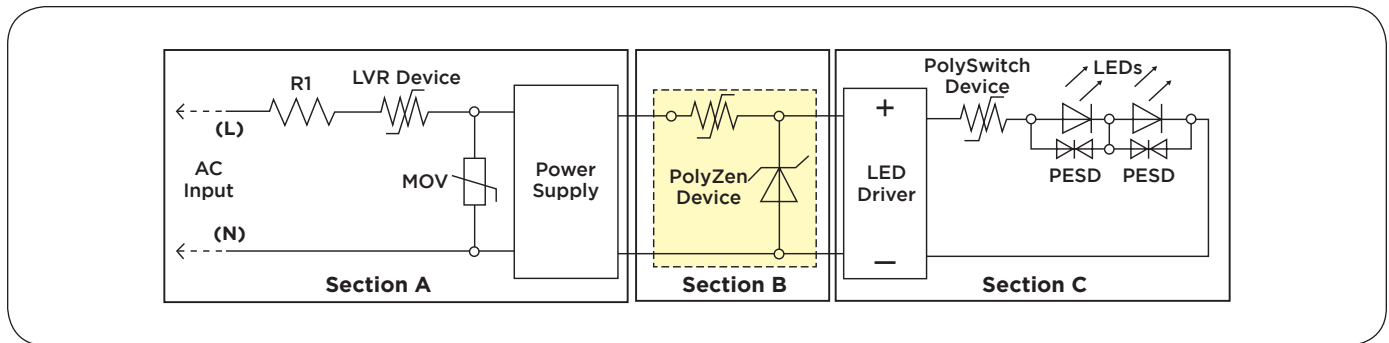 R1
LVR Device
(L)
AC
Input
(N)
MOV
Power
Supply
Section A
PolyZen
Device
Section B
+
LED
Driver
—
PolySwitch
Device
LEDs
PESD
PESD
Section C